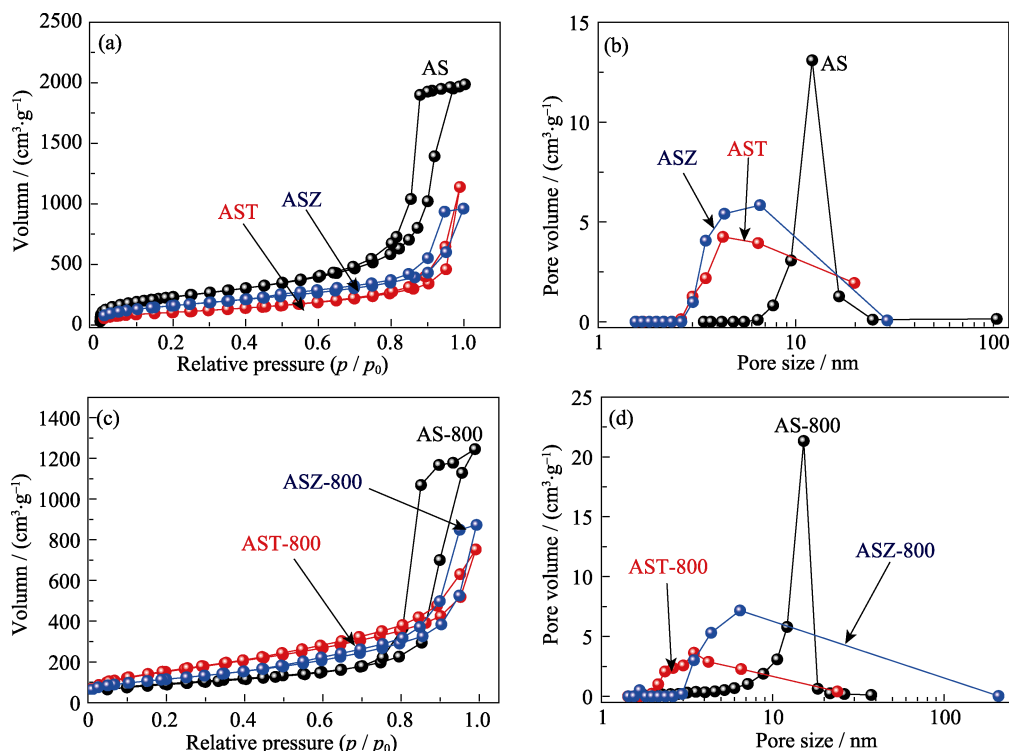 (a)
2500
2000
1500
1000
500
0
Volumn / (cm³·g⁻¹)
AS
ASZ
AST
0 0.2 0.4 0.6 0.8 1.0
Relative pressure (p / p₀)
(b)
15
10
5
0
Pore volume / (cm³·g⁻¹)
AS
AST
ASZ
1 10 100
Pore size / nm
(c)
1400
1200
1000
800
600
400
200
0
Volumn / (cm³·g⁻¹)
AS-800
ASZ-800
AST-800
0 0.2 0.4 0.6 0.8 1.0
Relative pressure (p / p₀)
(d)
25
20
15
10
5
0
Pore volume / (cm³·g⁻¹)
AS-800
ASZ-800
AST-800
1 10 100
Pore size / nm